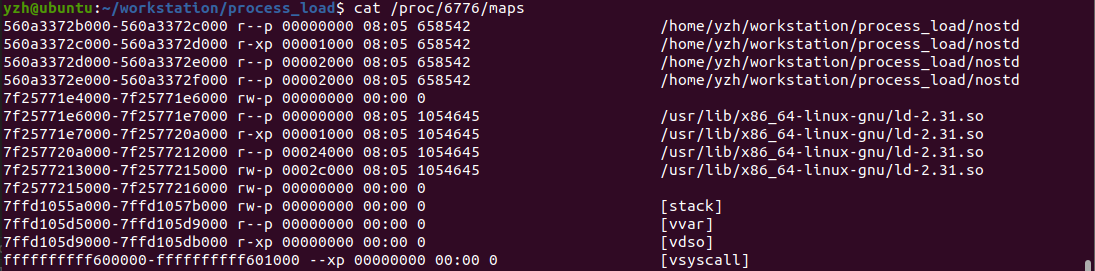 yzh@ubuntu:~/workstation/process_load$ cat /proc/6776/maps
560a3372b000-560a3372c000 r--p 00000000 08:05 658542 /home/yzh/workstation/process_load/nostd
560a3372c000-560a3372d000 r-xp 00001000 08:05 658542 /home/yzh/workstation/process_load/nostd
560a3372d000-560a3372e000 r--p 00002000 08:05 658542 /home/yzh/workstation/process_load/nostd
560a3372e000-560a3372f000 r--p 00002000 08:05 658542 /home/yzh/workstation/process_load/nostd
7f25771e4000-7f25771e6000 rw-p 00000000 00:00 0
7f25771e6000-7f25771e7000 r--p 00000000 08:05 1054645 /usr/lib/x86_64-linux-gnu/ld-2.31.so
7f25771e7000-7f257720a000 r-xp 00001000 08:05 1054645 /usr/lib/x86_64-linux-gnu/ld-2.31.so
7f257720a000-7f2577212000 r--p 00024000 08:05 1054645 /usr/lib/x86_64-linux-gnu/ld-2.31.so
7f2577213000-7f2577215000 rw-p 0002c000 08:05 1054645 /usr/lib/x86_64-linux-gnu/ld-2.31.so
7f2577215000-7f2577216000 rw-p 00000000 00:00 0
7ffd1055a000-7ffd1057b000 rw-p 00000000 00:00 0 [stack]
7ffd105d5000-7ffd105d9000 r--p 00000000 00:00 0 [vvar]
7ffd105d9000-7ffd105db000 r-xp 00000000 00:00 0 [vdso]
ffffffffff600000-ffffffffff601000 --xp 00000000 00:00 0 [vsyscall]